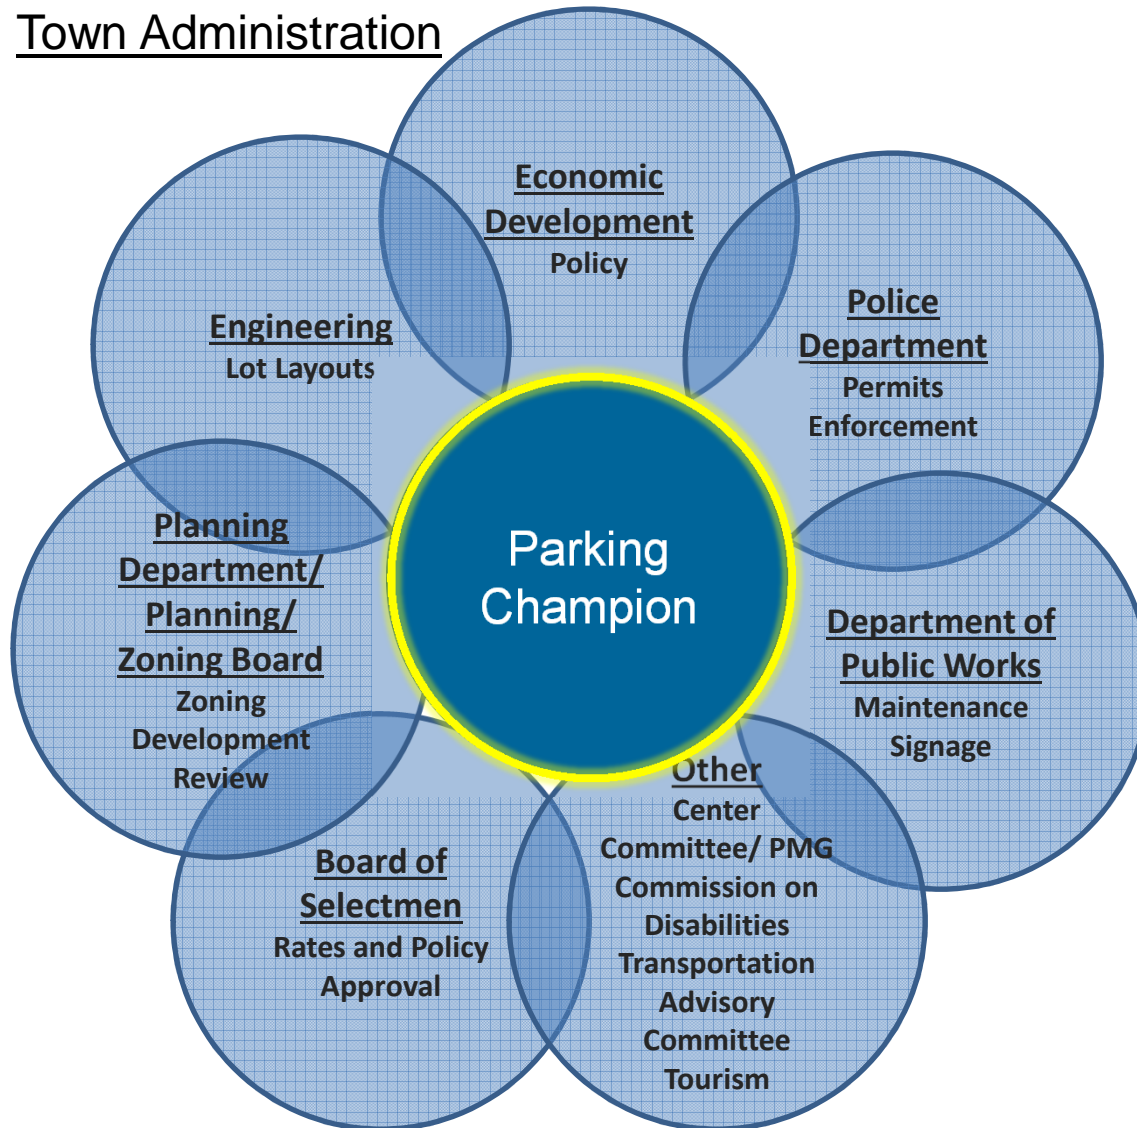 Town Administration
Economic
Development
Policy
Police
Department
Permits
Enforcement
Engineering
Lot Layouts
Parking
Champion
Planning
Department/
Planning/
Zoning Board
Zoning
Development
Review
Department of
Public Works
Maintenance
Signage
Board of
Selectmen
Rates and Policy
Approval
Other
Center
Committee/ PMG
Commission on
Disabilities
Transportation
Advisory
Committee
Tourism